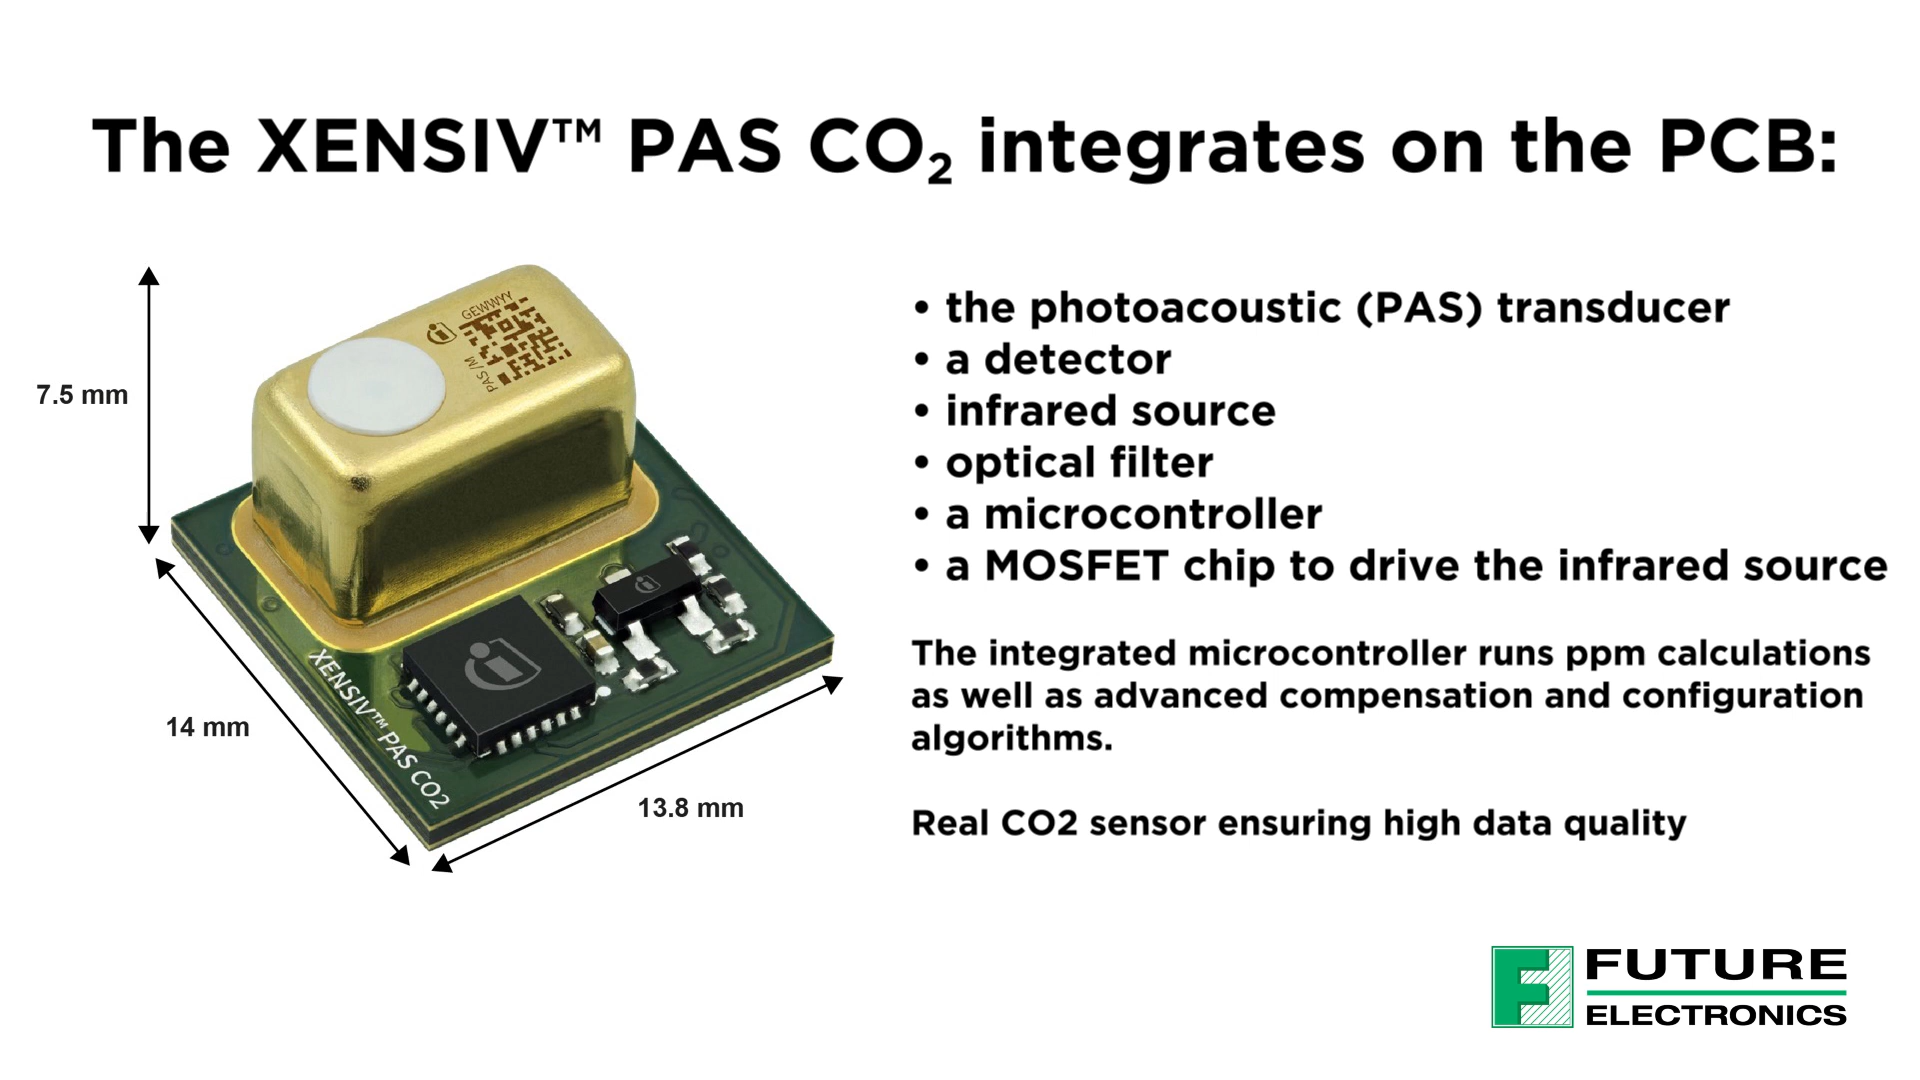 The XENSIV™ PAS CO₂ integrates on the PCB:
7.5 mm
14 mm
13.8 mm
GEWWYY
PAS/M
XENSIV™ PAS CO2
• the photoacoustic (PAS) transducer
• a detector
• infrared source
• optical filter
• a microcontroller
• a MOSFET chip to drive the infrared source
The integrated microcontroller runs ppm calculations
as well as advanced compensation and configuration
algorithms.
Real CO2 sensor ensuring high data quality
FUTURE
ELECTRONICS